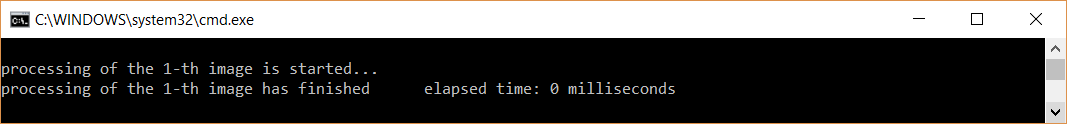 C:\WINDOWS\system32\cmd.exe
processing of the 1-th image is started...
processing of the 1-th image has finished      elapsed time: 0 milliseconds